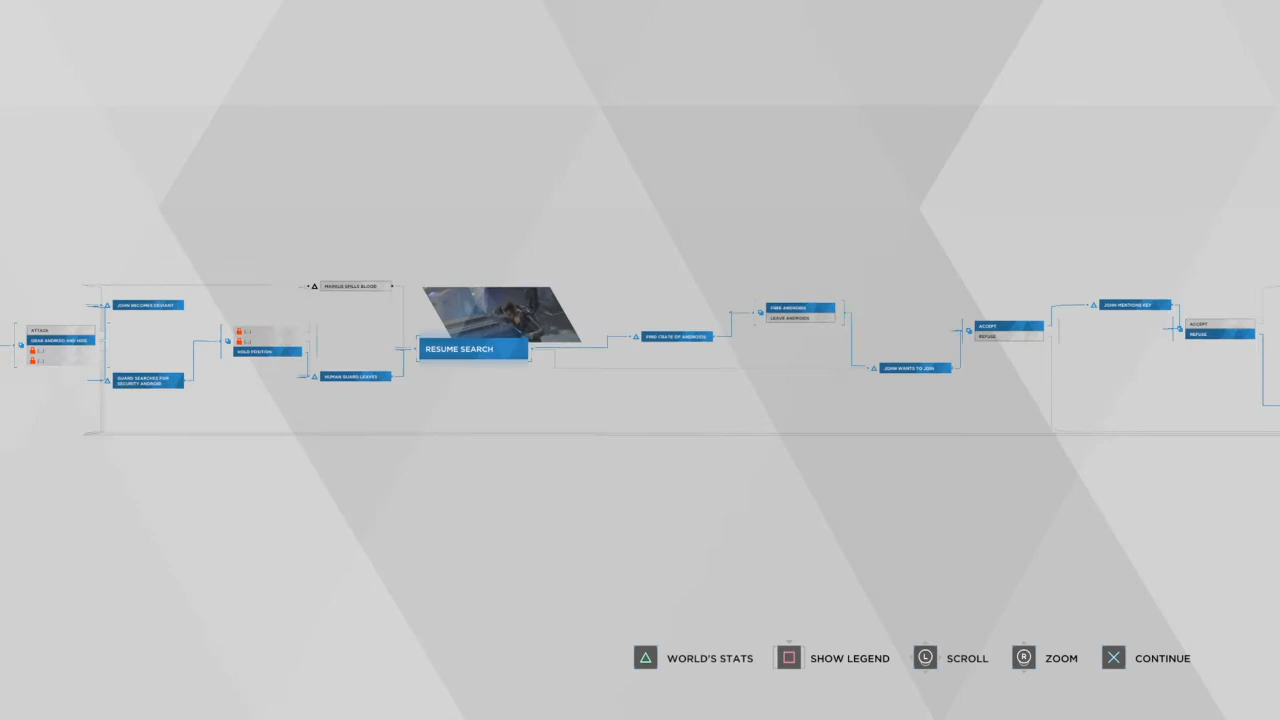 ATTACK
GRAB ANDROID AND HIDE
(...)
(...)
JOHN BECOMES DEVIANT
GUARD SEARCHES FOR
SECURITY ANDROID
(...)
(...)
HOLD POSITION
MARKUS SPILLS BLOOD
HUMAN GUARD LEAVES
RESUME SEARCH
FIND CRATE OF ANDROIDS
FREE ANDROIDS
LEAVE ANDROIDS
JOHN WANTS TO JOIN
ACCEPT
REFUSE
JOHN MENTIONS KEY
ACCEPT
REFUSE
WORLD'S STATS
SHOW LEGEND
L
SCROLL
R
ZOOM
CONTINUE